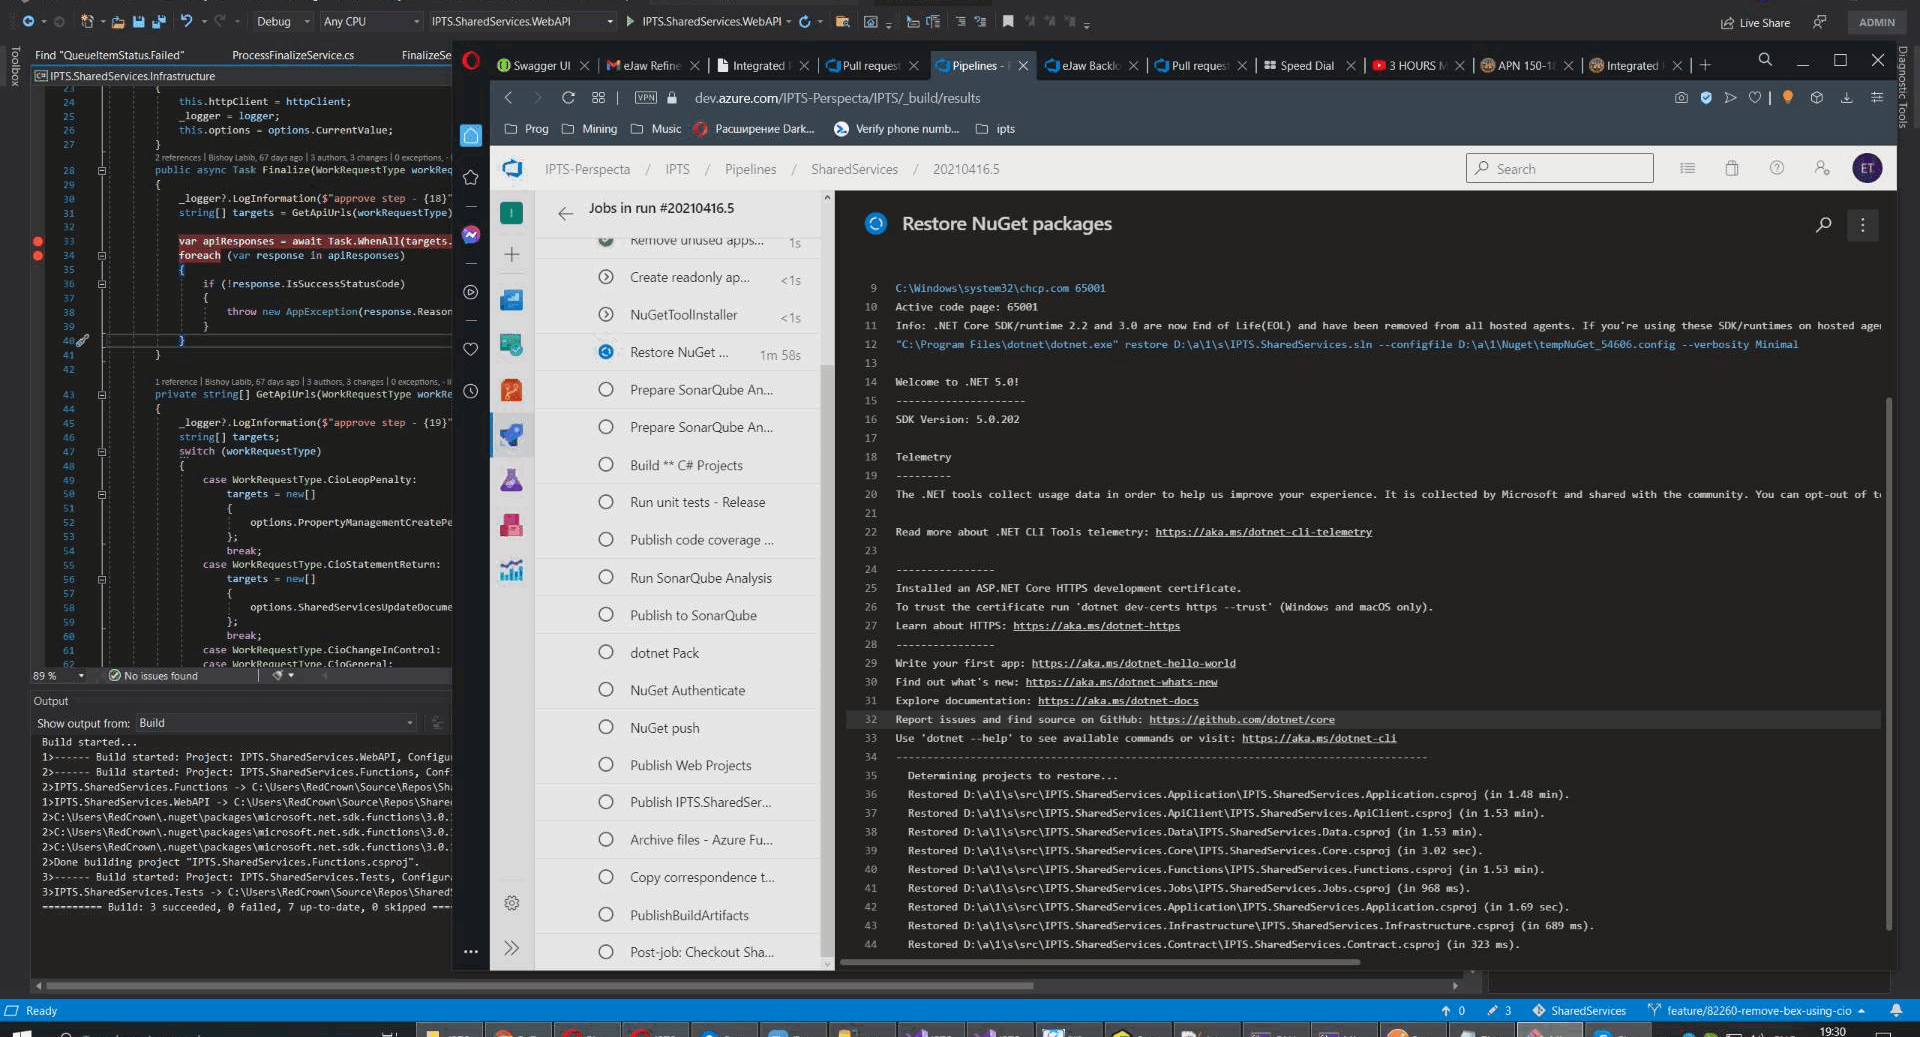 Debug
Any CPU
IPTS.SharedServices.WebAPI
IPTS.SharedServices.WebAPI
Live Share
ADMIN
Toolbox
Find "QueueItemStatus.Failed"
ProcessFinalizeService.cs
FinalizeSe
IPTS.SharedServices.Infrastructure
23 {
24 this.httpClient = httpClient;
25 _logger = logger;
26 this.options = options.CurrentValue;
27 }
2 references | Bishoy Labib, 67 days ago | 3 authors, 3 changes | 0 exceptions, -
28 public async Task Finalize(WorkRequestType workReq
29 {
30 _logger?.LogInformation($"approve step - {18}"
31 string[] targets = GetApiUrls(workRequestType)
32
33 var apiResponses = await Task.WhenAll(targets.
34 foreach (var response in apiResponses)
35 {
36 if (!response.IsSuccessStatusCode)
37 {
38 throw new AppException(response.Reason
39 }
40 }
41 }
42
1 reference | Bishoy Labib, 67 days ago | 3 authors, 3 changes | 0 exceptions, -
43 private string[] GetApiUrls(WorkRequestType workRe
44 {
45 _logger?.LogInformation($"approve step - {19}"
46 string[] targets;
47 switch (workRequestType)
48 {
49 case WorkRequestType.CioLeopPenalty:
50 targets = new[]
51 {
52 options.PropertyManagementCreatePe
53 };
54 break;
55 case WorkRequestType.CioStatementReturn:
56 targets = new[]
57 {
58 options.SharedServicesUpdateDocume
59 };
60 break;
61 case WorkRequestType.CioChangeInControl:
62 case WorkRequestType.CioGeneral:
89 %
No issues found
Output
Show output from: Build
Build started...
1>------ Build started: Project: IPTS.SharedServices.WebAPI, Configu
2>------ Build started: Project: IPTS.SharedServices.Functions, Conf
2>IPTS.SharedServices.Functions -> C:\Users\RedCrown\Source\Repos\Sha
1>IPTS.SharedServices.WebAPI -> C:\Users\RedCrown\Source\Repos\Share
2>C:\Users\RedCrown\.nuget\packages\microsoft.net.sdk.functions\3.0.
2>C:\Users\RedCrown\.nuget\packages\microsoft.net.sdk.functions\3.0.
2>C:\Users\RedCrown\.nuget\packages\microsoft.net.sdk.functions\3.0.
2>Done building project "IPTS.SharedServices.Functions.csproj".
3>------ Build started: Project: IPTS.SharedServices.Tests, Configura
3>IPTS.SharedServices.Tests -> C:\Users\RedCrown\Source\Repos\Shared
========== Build: 3 succeeded, 0 failed, 7 up-to-date, 0 skipped ===
Swagger UI
eJaw Refine
Integrated
Pull request
Pipelines -
eJaw Backlo
Pull request
Speed Dial
3 HOURS M
APN 150-1
Integrated
VPN
dev.azure.com/IPTS-Perspecta/IPTS/_build/results
Prog
Mining
Music
Расширение Dark...
Verify phone numb...
ipts
IPTS-Perspecta / IPTS / Pipelines / SharedServices / 20210416.5
Search
ET
Jobs in run #20210416.5
Remove unused apps... 1s
Create readonly ap... <1s
NuGetToolInstaller <1s
Restore NuGet ... 1m 58s
Prepare SonarQube An...
Prepare SonarQube An...
Build ** C# Projects
Run unit tests - Release
Publish code coverage ...
Run SonarQube Analysis
Publish to SonarQube
dotnet Pack
NuGet Authenticate
NuGet push
Publish Web Projects
Publish IPTS.SharedSer...
Archive files - Azure Fu...
Copy correspondence t...
PublishBuildArtifacts
Post-job: Checkout Sha...
Restore NuGet packages
9 C:\Windows\system32\chcp.com 65001
10 Active code page: 65001
11 Info: .NET Core SDK/runtime 2.2 and 3.0 are now End of Life(EOL) and have been removed from all hosted agents. If you're using these SDK/runtimes on hosted agen
12 "C:\Program Files\dotnet\dotnet.exe" restore D:\a\1\s\IPTS.SharedServices.sln --configfile D:\a\1\Nuget\tempNuGet_54606.config --verbosity Minimal
13
14 Welcome to .NET 5.0!
15 ---------------------
16 SDK Version: 5.0.202
17
18 Telemetry
19 ---------
20 The .NET tools collect usage data in order to help us improve your experience. It is collected by Microsoft and shared with the community. You can opt-out of t
21
22 Read more about .NET CLI Tools telemetry: https://aka.ms/dotnet-cli-telemetry
23
24 ----------------
25 Installed an ASP.NET Core HTTPS development certificate.
26 To trust the certificate run 'dotnet dev-certs https --trust' (Windows and macOS only).
27 Learn about HTTPS: https://aka.ms/dotnet-https
28 ----------------
29 Write your first app: https://aka.ms/dotnet-hello-world
30 Find out what's new: https://aka.ms/dotnet-whats-new
31 Explore documentation: https://aka.ms/dotnet-docs
32 Report issues and find source on GitHub: https://github.com/dotnet/core
33 Use 'dotnet --help' to see available commands or visit: https://aka.ms/dotnet-cli
34 --------------------------------------------------------------------------------------
35 Determining projects to restore...
36 Restored D:\a\1\s\src\IPTS.SharedServices.Application\IPTS.SharedServices.Application.csproj (in 1.48 min).
37 Restored D:\a\1\s\src\IPTS.SharedServices.ApiClient\IPTS.SharedServices.ApiClient.csproj (in 1.53 min).
38 Restored D:\a\1\s\src\IPTS.SharedServices.Data\IPTS.SharedServices.Data.csproj (in 1.53 min).
39 Restored D:\a\1\s\src\IPTS.SharedServices.Core\IPTS.SharedServices.Core.csproj (in 3.02 sec).
40 Restored D:\a\1\s\src\IPTS.SharedServices.Functions\IPTS.SharedServices.Functions.csproj (in 1.53 min).
41 Restored D:\a\1\s\src\IPTS.SharedServices.Jobs\IPTS.SharedServices.Jobs.csproj (in 968 ms).
42 Restored D:\a\1\s\src\IPTS.SharedServices.Application\IPTS.SharedServices.Application.csproj (in 1.69 sec).
43 Restored D:\a\1\s\src\IPTS.SharedServices.Infrastructure\IPTS.SharedServices.Infrastructure.csproj (in 689 ms).
44 Restored D:\a\1\s\src\IPTS.SharedServices.Contract\IPTS.SharedServices.Contract.csproj (in 323 ms).
Diagnostic Tools
Ready
0
3
SharedServices
feature/82260-remove-bex-using-cio
19:30